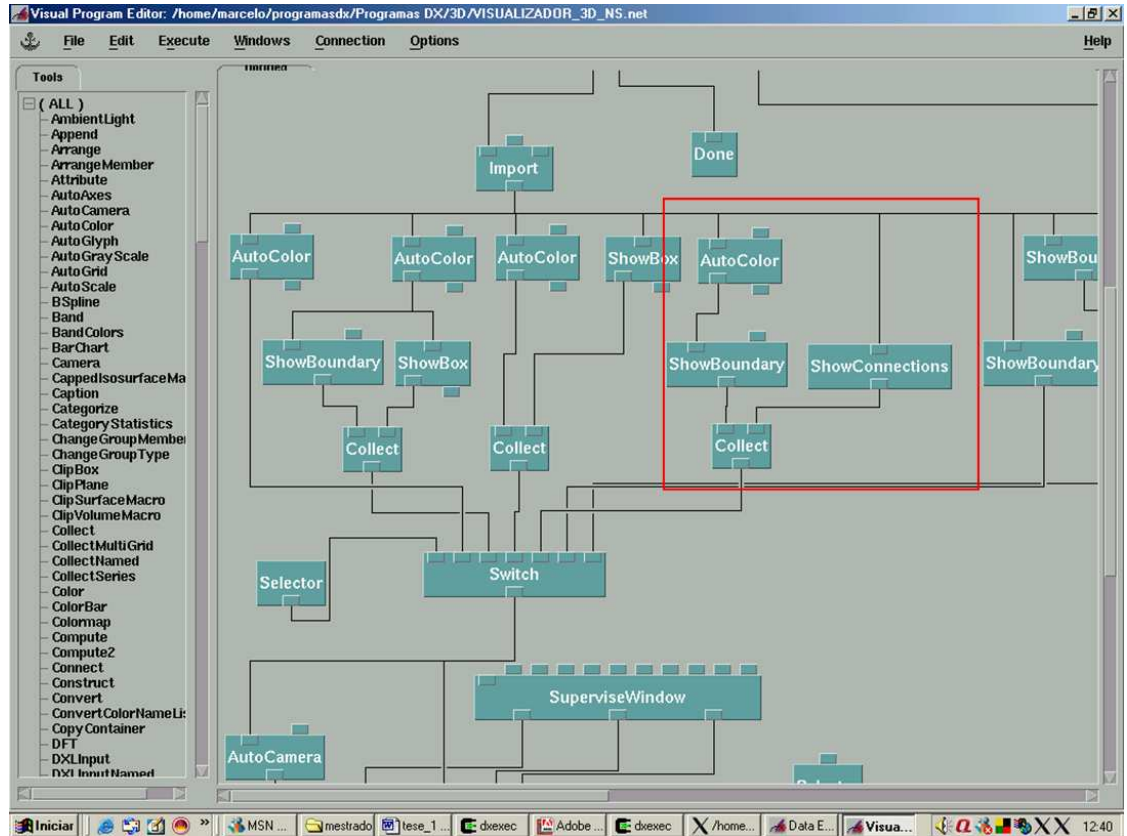 Visual Program Editor: /home/marcelo/programasdx/Programas DX/3D/VISUALIZADOR_3D_NS.net
File Edit Execute Windows Connection Options Help
Tools
Untitled
( ALL )
AmbientLight
Append
Arrange
ArrangeMember
Attribute
AutoAxes
AutoCamera
AutoColor
AutoGlyph
AutoGrayScale
AutoGrid
AutoScale
BSpline
Band
BandColors
BarChart
Camera
CappedIsosurfaceMa
Caption
Categorize
CategoryStatistics
ChangeGroupMember
ChangeGroupType
ClipBox
ClipPlane
ClipSurfaceMacro
ClipVolumeMacro
Collect
CollectMultiGrid
CollectNamed
CollectSeries
Color
ColorBar
Colormap
Compute
Compute2
Connect
Construct
Convert
ConvertColorNameLi
CopyContainer
DFT
DXLInput
DXLInputNamed
Import
Done
AutoColor
AutoColor
AutoColor
ShowBox
AutoColor
ShowBou
ShowBoundary
ShowBox
ShowBoundary
ShowConnections
ShowBoundary
Collect
Collect
Collect
Selector
Switch
SuperviseWindow
AutoCamera
Iniciar
»
MSN ...
mestrado
tese_1 ...
dxexec
Adobe ...
dxexec
/home...
Data E...
Visua...
12:40